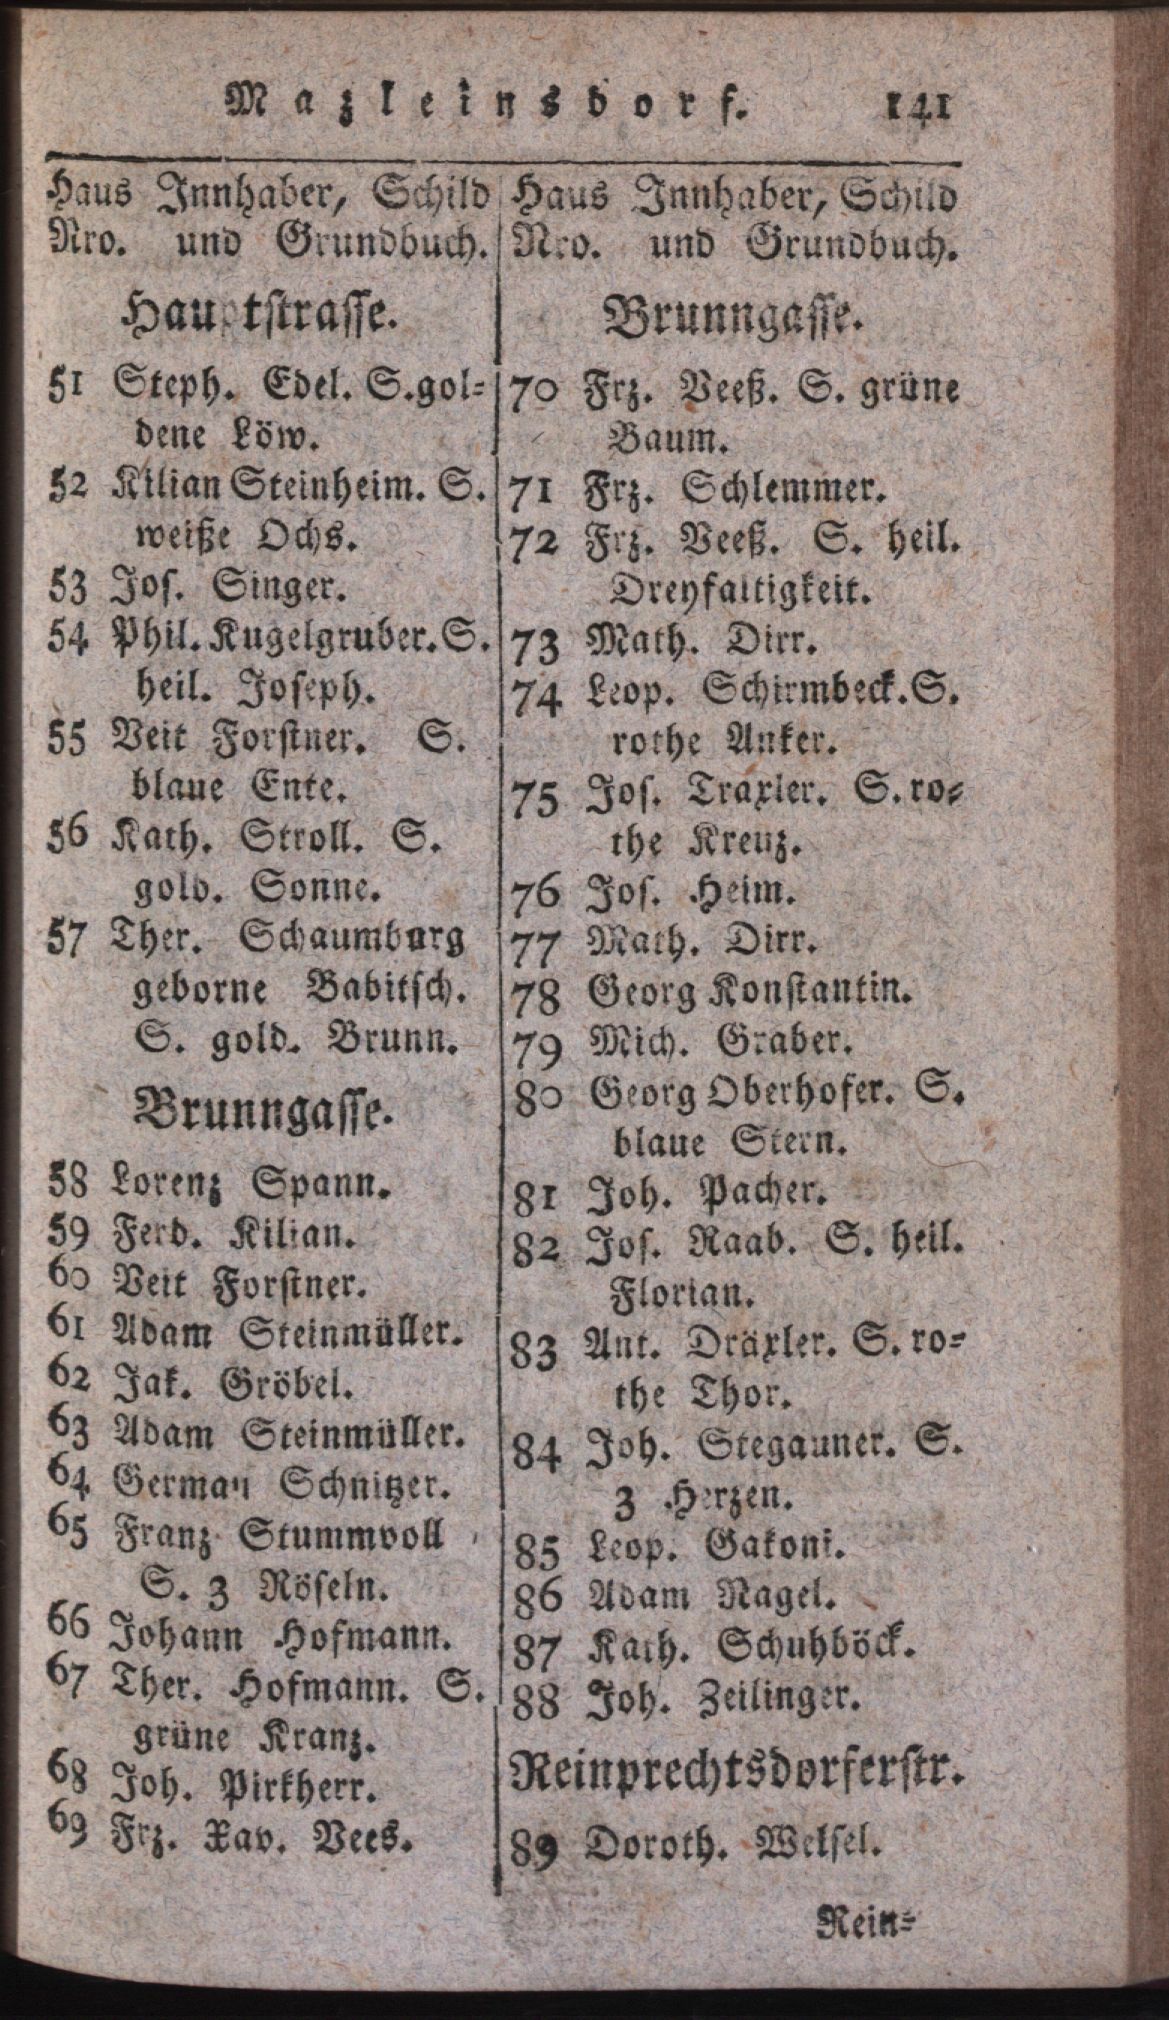 Mazleinsdorf. 141
Haus Innhaber, Schild
Nro. und Grundbuch.
Hauptstrasse.
51 Steph. Edel. S. gol-
dene Löw.
52 Kilian Steinheim. S.
weiße Ochs.
53 Jos. Singer.
54 Phil. Kugelgruber. S.
heil. Joseph.
55 Veit Forstner. S.
blaue Ente.
56 Kath. Stroll. S.
gold. Sonne.
57 Ther. Schaumburg
geborne Babitsch.
S. gold. Brunn.
Brunngasse.
58 Lorenz Spann.
59 Ferd. Kilian.
60 Veit Forstner.
61 Adam Steinmüller.
62 Jak. Gröbel.
63 Adam Steinmüller.
64 German Schnitzer.
65 Franz Stummvoll
S. 3 Röseln.
66 Johann Hofmann.
67 Ther. Hofmann. S.
grüne Kranz.
68 Joh. Pirkherr.
69 Frz. Xav. Vees.
Haus Innhaber, Schild
Nro. und Grundbuch.
Brunngasse.
70 Frz. Veeß. S. grüne
Baum.
71 Frz. Schlemmer.
72 Frz. Veeß. S. heil.
Dreyfaltigkeit.
73 Math. Dirr.
74 Leop. Schirmbeck. S.
rothe Anker.
75 Jos. Traxler. S. ro-
the Kreuz.
76 Jos. Heim.
77 Math. Dirr.
78 Georg Konstantin.
79 Mich. Graber.
80 Georg Oberhofer. S.
blaue Stern.
81 Joh. Pacher.
82 Jos. Raab. S. heil.
Florian.
83 Ant. Dräxler. S. ro-
the Thor.
84 Joh. Stegauner. S.
3 Herzen.
85 Leop. Gakoni.
86 Adam Nagel.
87 Kath. Schuhböck.
88 Joh. Zeilinger.
Reinprechtsdorferstr.
89 Doroth. Welsel.
Rein-